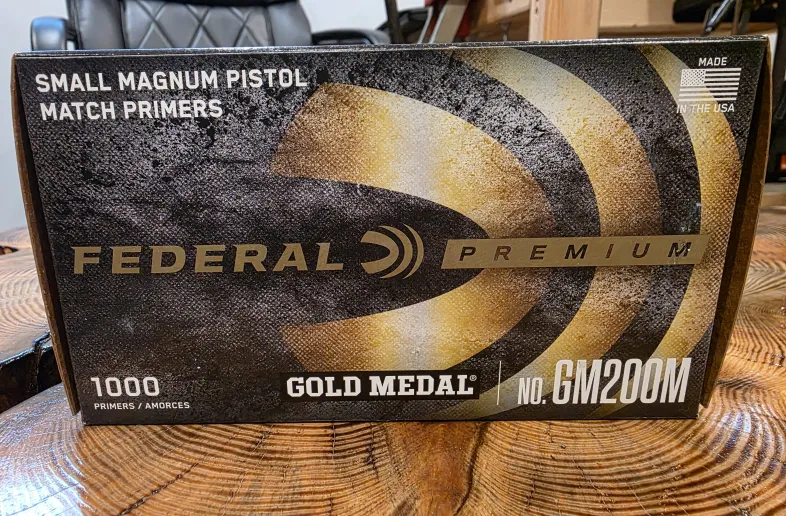 SMALL MAGNUM PISTOL
MATCH PRIMERS
MADE
IN THE USA
FEDERAL PREMIUM
1000
PRIMERS / AMORCES
GOLD MEDAL® NO. GM200M